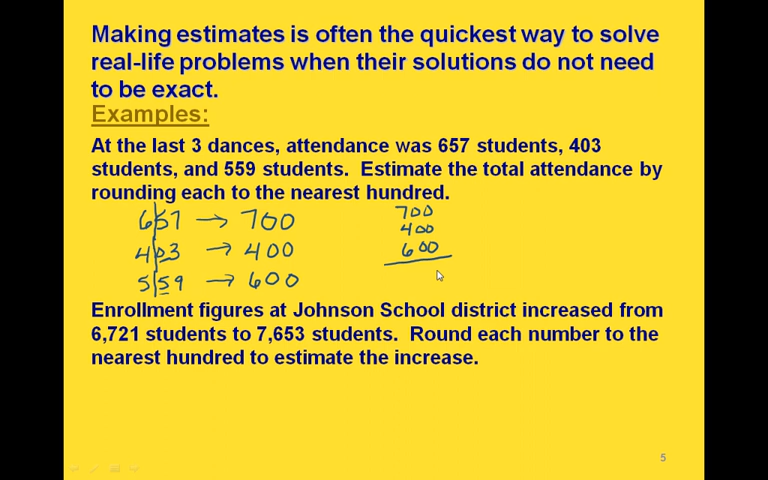 Making estimates is often the quickest way to solve
real-life problems when their solutions do not need
to be exact.
Examples:
At the last 3 dances, attendance was 657 students, 403
students, and 559 students.  Estimate the total attendance by
rounding each to the nearest hundred.
657 → 700
403 → 400
559 → 600
700
400
600
Enrollment figures at Johnson School district increased from
6,721 students to 7,653 students.  Round each number to the
nearest hundred to estimate the increase.
5